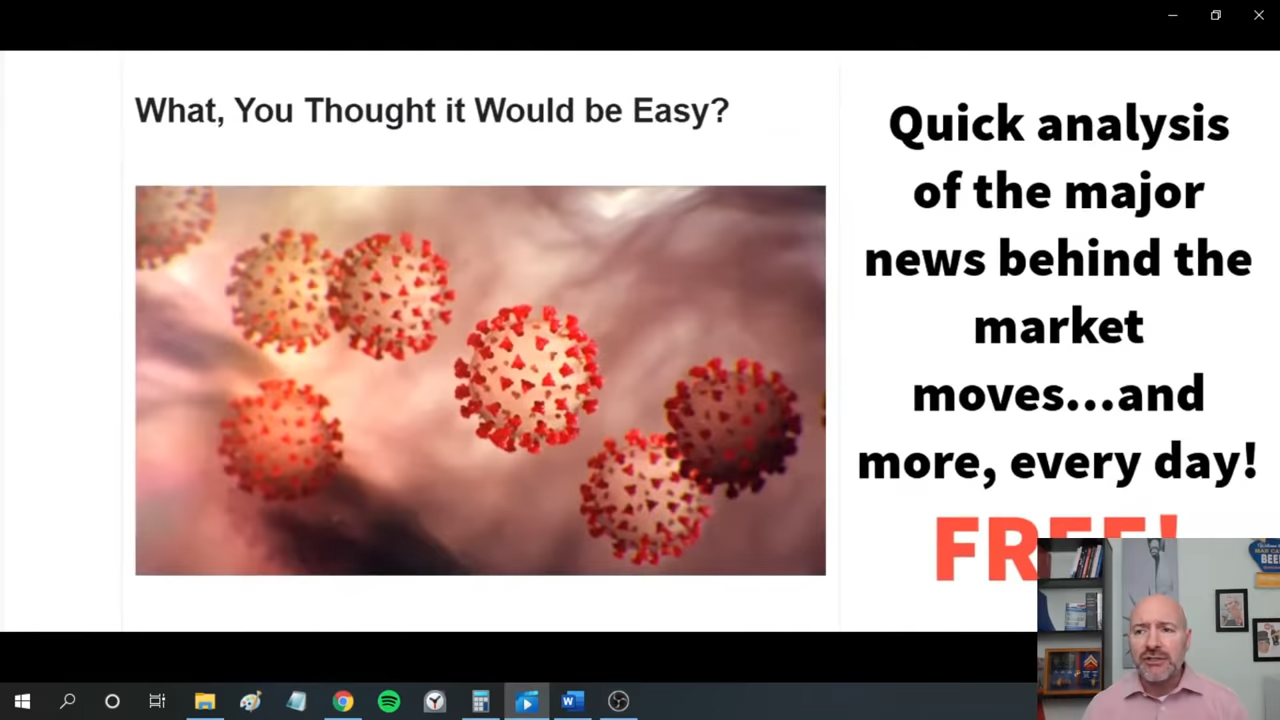 What, You Thought it Would be Easy?
Quick analysis
of the major
news behind the
market
moves...and
more, every day!